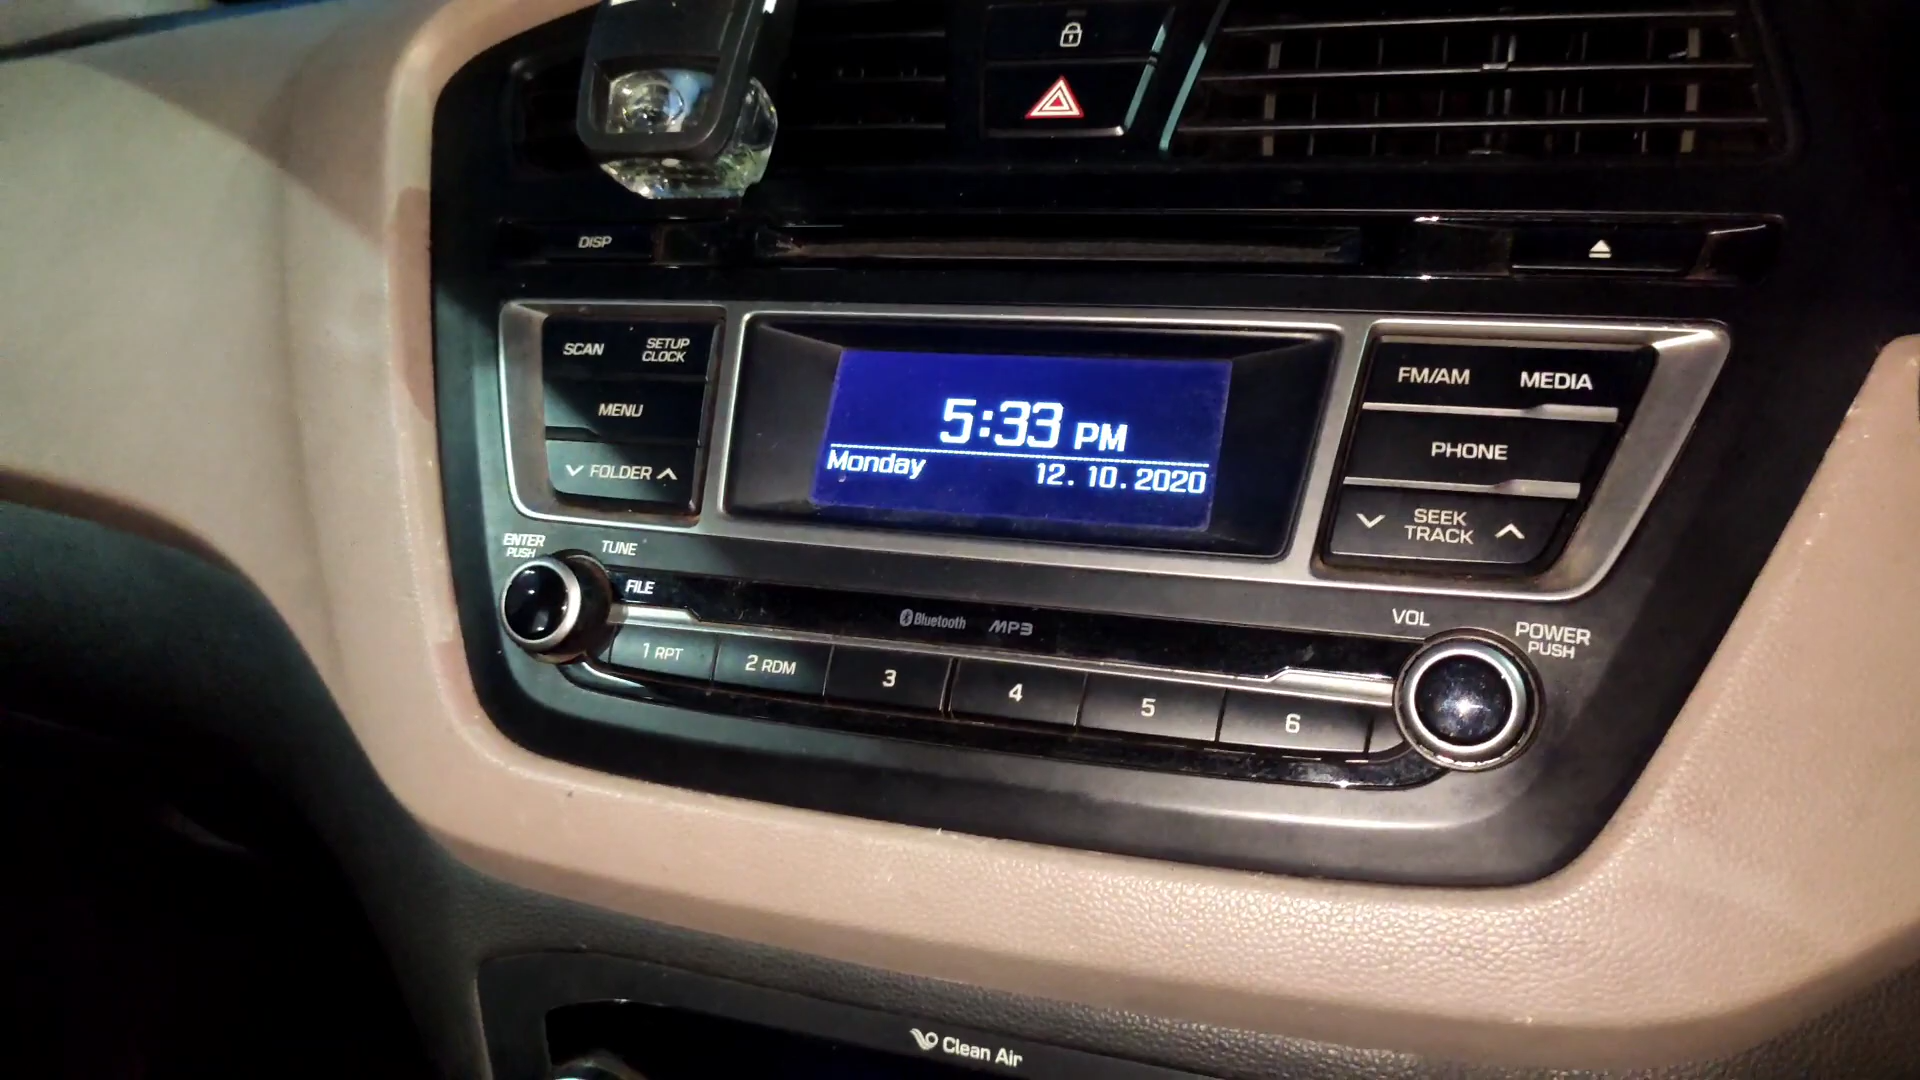 DISP
SCAN
SETUP
CLOCK
MENU
FOLDER
5:33 PM
Monday 12. 10. 2020
FM/AM MEDIA
PHONE
SEEK
TRACK
ENTER
PUSH
TUNE
FILE
Bluetooth MP3
VOL
POWER
PUSH
1 RPT
2 RDM
3
4
5
6
Clean Air